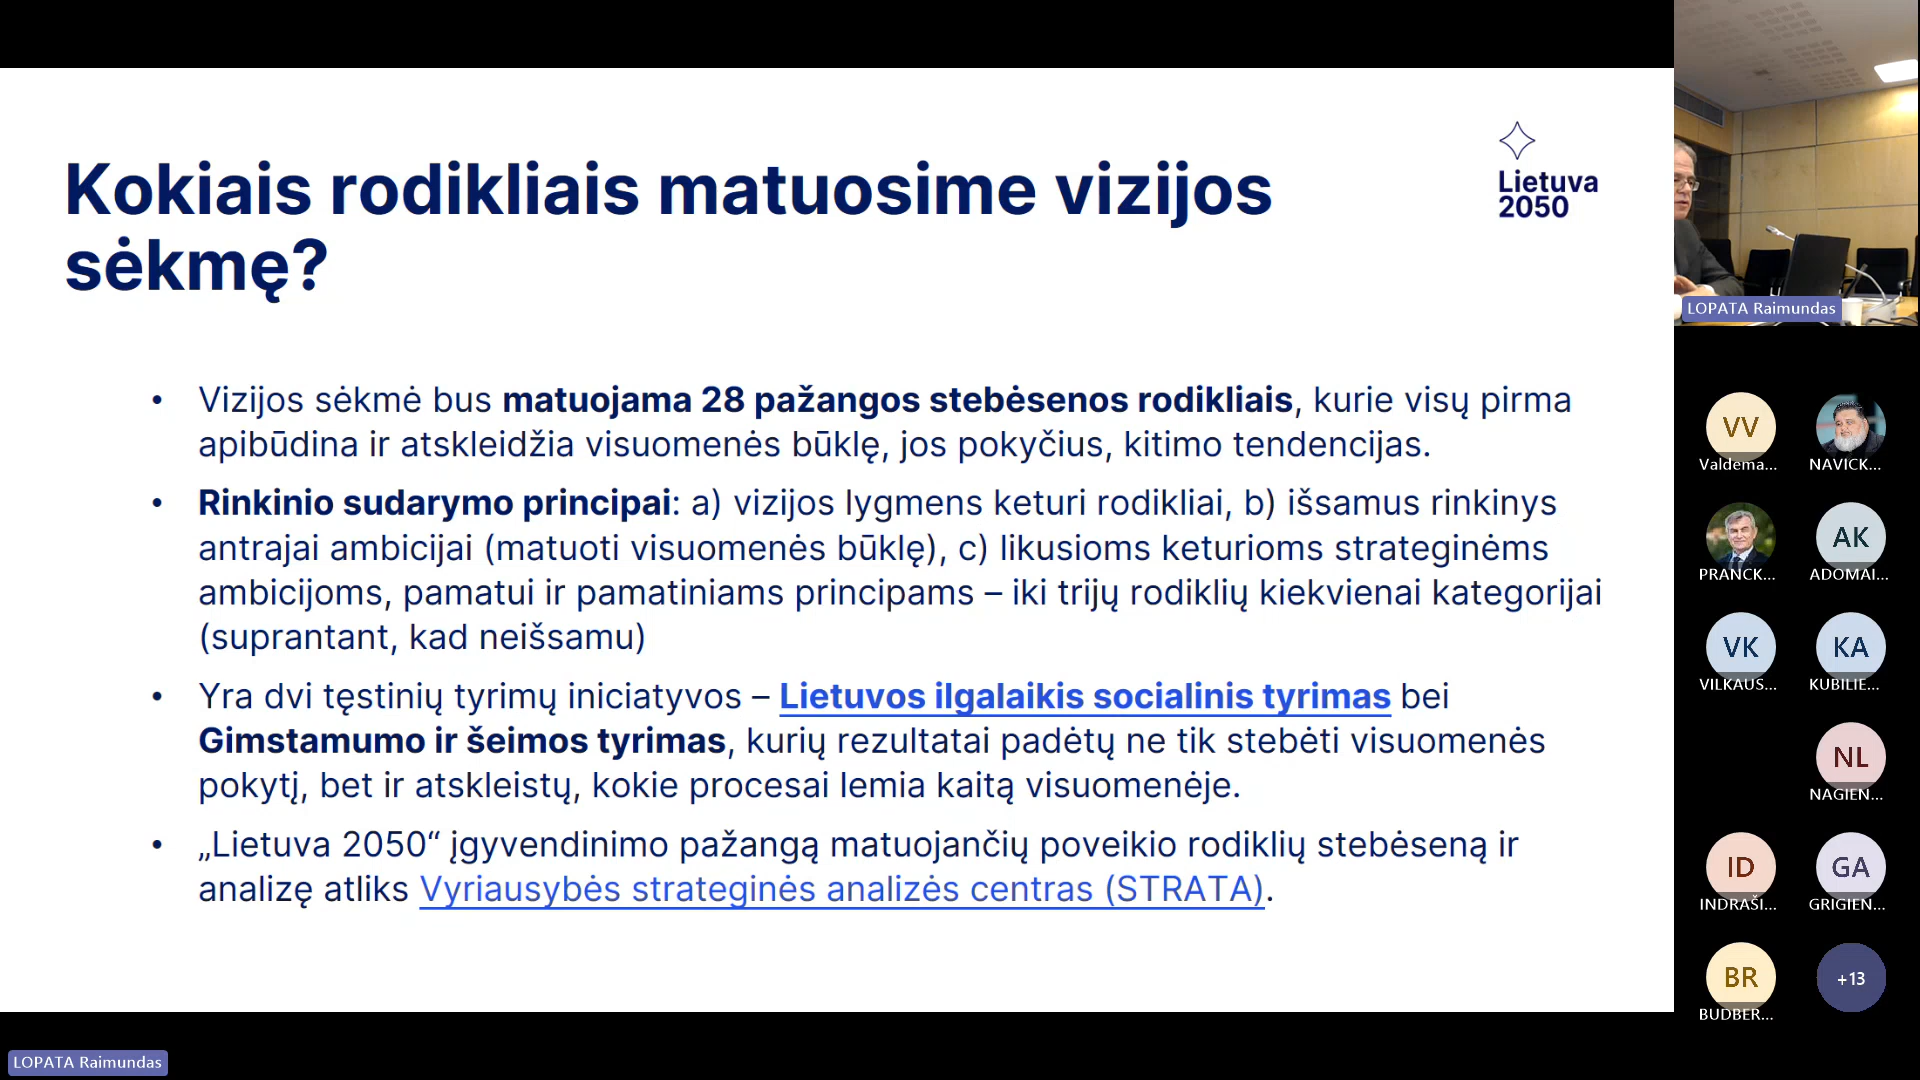 Kokiais rodikliais matuosime vizijos
sėkmę?
Lietuva
2050
• Vizijos sėkmė bus matuojama 28 pažangos stebėsenos rodikliais, kurie visų pirma
apibūdina ir atskleidžia visuomenės būklę, jos pokyčius, kitimo tendencijas.
• Rinkinio sudarymo principai: a) vizijos lygmens keturi rodikliai, b) išsamus rinkinys
antrajai ambicijai (matuoti visuomenės būklę), c) likusioms keturioms strateginėms
ambicijoms, pamatui ir pamatiniams principams – iki trijų rodiklių kiekvienai kategorijai
(suprantant, kad neišsamu)
• Yra dvi tęstinių tyrimų iniciatyvos – Lietuvos ilgalaikis socialinis tyrimas bei
Gimstamumo ir šeimos tyrimas, kurių rezultatai padėtų ne tik stebėti visuomenės
pokytį, bet ir atskleistų, kokie procesai lemia kaitą visuomenėje.
• „Lietuva 2050“ įgyvendinimo pažangą matuojančių poveikio rodiklių stebėseną ir
analizę atliks Vyriausybės strateginės analizės centras (STRATA).
LOPATA Raimundas
VV
Valdema...
NAVICK...
PRANCK...
AK
ADOMAI...
VK
VILKAUS...
KA
KUBILIE...
NL
NAGIEN...
ID
INDRAŠI...
GA
GRIGIEN...
BR
BUDBER...
+13
LOPATA Raimundas